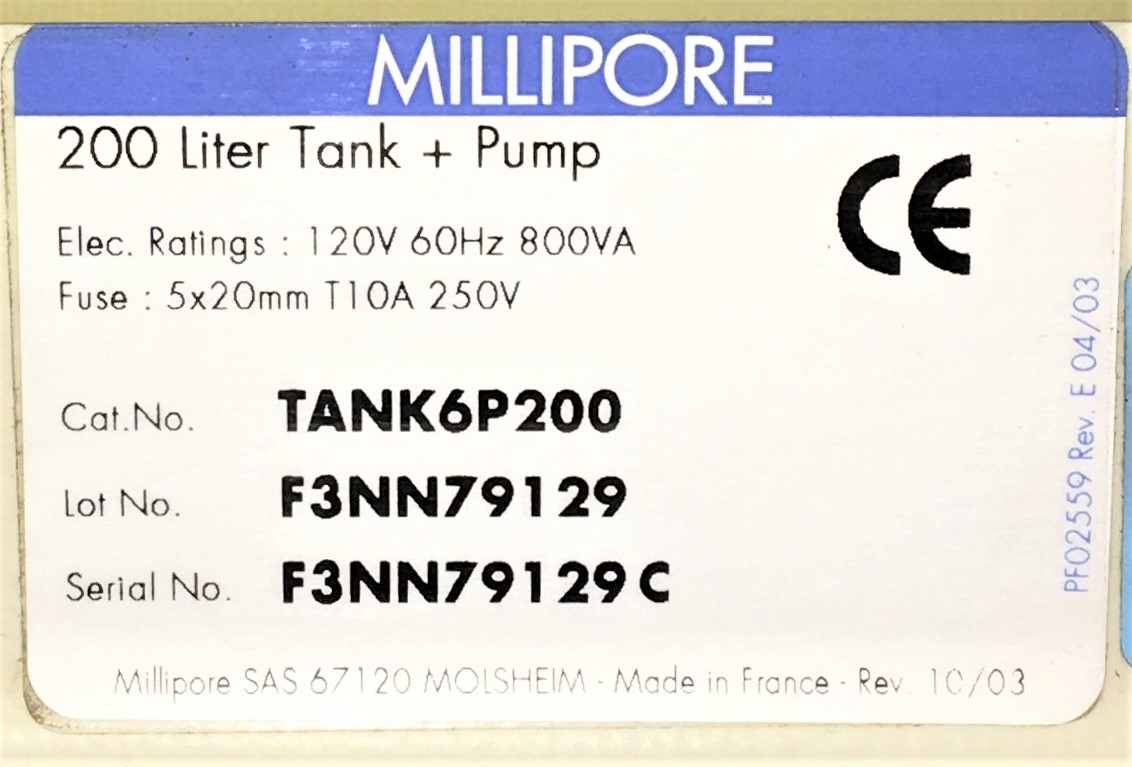 MILLIPORE
200 Liter Tank + Pump
CE
Elec. Ratings : 120V 60Hz 800VA
Fuse : 5x20mm T10A 250V
Cat.No. TANK6P200
Lot No. F3NN79129
Serial No. F3NN79129 C
PF02559 Rev. E 04/03
Millipore SAS 67120 MOLSHEIM - Made in France - Rev. 10/03